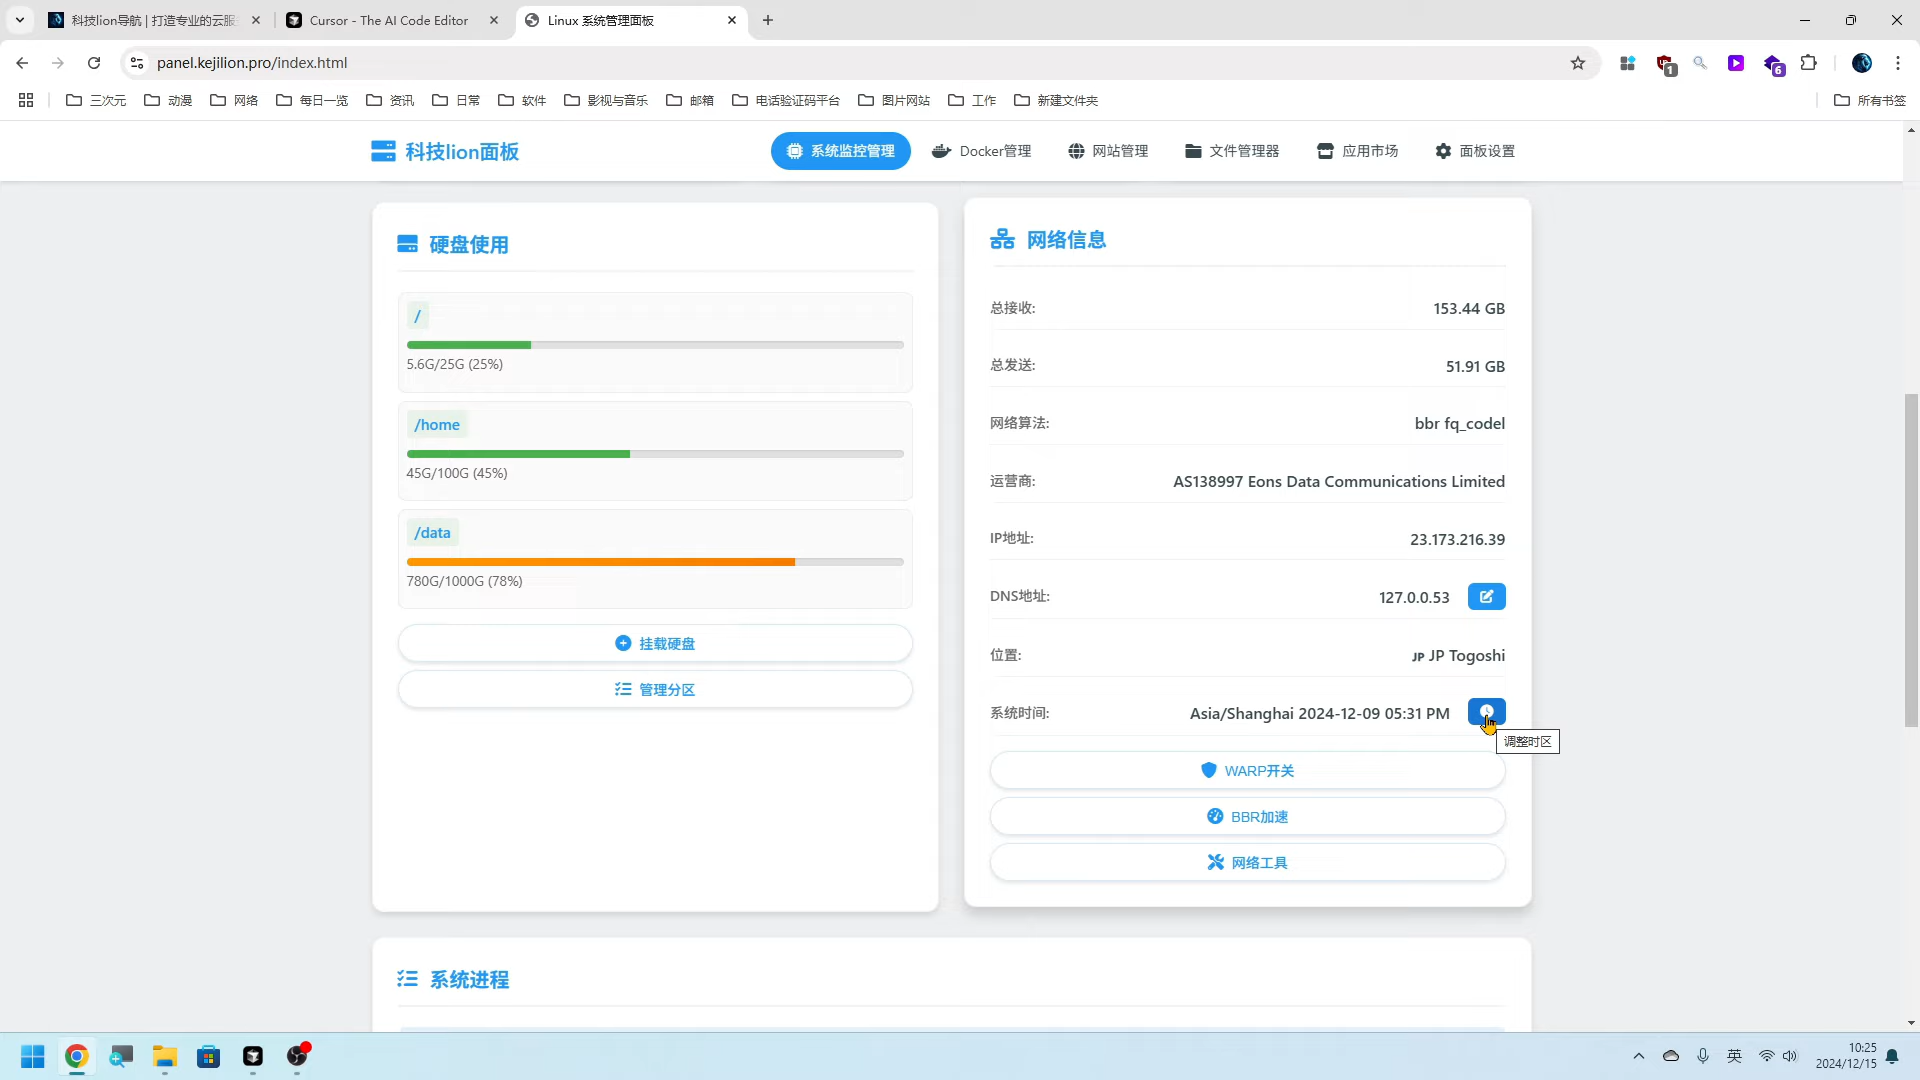 科技lion导航 | 打造专业的云服
Cursor - The AI Code Editor
Linux 系统管理面板
panel.kejilion.pro/index.html
1
6
三次元
动漫
网络
每日一览
资讯
日常
软件
影视与音乐
邮箱
电话验证码平台
图片网站
工作
新建文件夹
所有书签
科技lion面板
系统监控管理
Docker管理
网站管理
文件管理器
应用市场
面板设置
硬盘使用
/
5.6G/25G (25%)
/home
45G/100G (45%)
/data
780G/1000G (78%)
挂载硬盘
管理分区
网络信息
总接收: 153.44 GB
总发送: 51.91 GB
网络算法: bbr fq_codel
运营商: AS138997 Eons Data Communications Limited
IP地址: 23.173.216.39
DNS地址: 127.0.0.53
位置: JP JP Togoshi
系统时间: Asia/Shanghai 2024-12-09 05:31 PM
调整时区
WARP开关
BBR加速
网络工具
系统进程
英
10:25
2024/12/15